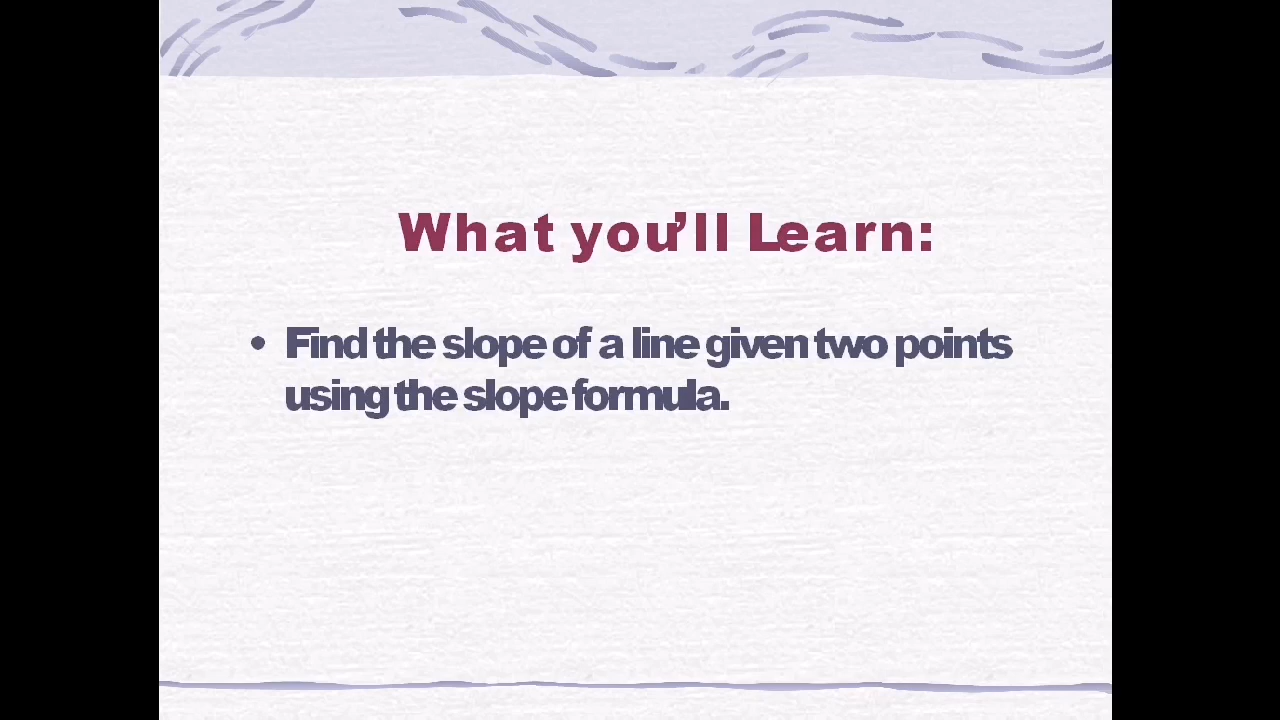 What you’ll Learn:
• Find the slope of a line given two points
using the slope formula.